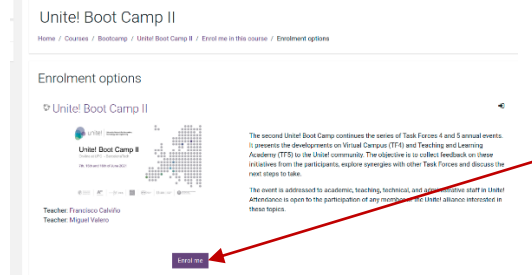 Unite! Boot Camp II
Home / Courses / Bootcamp / Unite! Boot Camp II / Enrol me in this course / Enrolment options
Enrolment options
Unite! Boot Camp II
unite!
Unite! Boot Camp II
The second Unite! Boot Camp continues the series of Task Forces 4 and 5 annual events.
It presents the developments on Virtual Campus (TF4) and Teaching and Learning
Academy (TF5) to the Unite! community. The objective is to collect feedback on these
initiatives from the participants, explore synergies with other Task Forces and discuss the
next steps to take.
The event is addressed to academic, teaching, technical, and administrative staff in Unite!
Attendance is open to the participation of any member of the Unite! alliance interested in
these topics.
Teacher: Francisco Calviño
Teacher: Miguel Valero
Enrol me